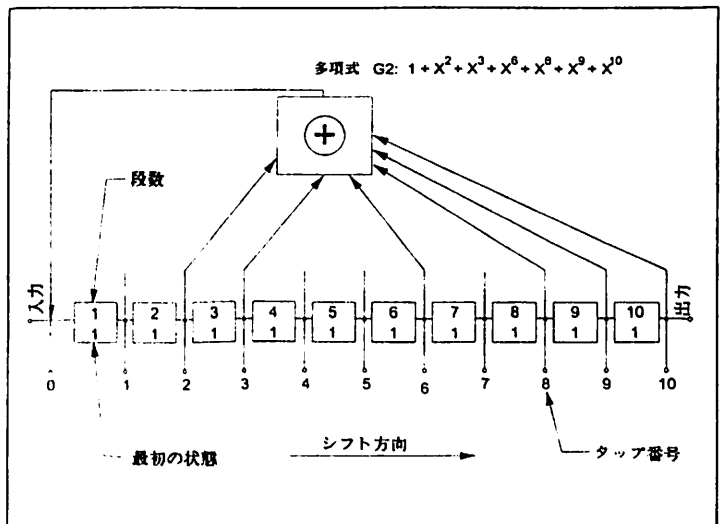 多項式 G2: 1 + X² + X³ + X⁶ + X⁸ + X⁹ + X¹⁰
+
段数
入力
出力
1 2 3 4 5 6 7 8 9 10
1 1 1 1 1 1 1 1 1 1
0 1 2 3 4 5 6 7 8 9 10
最初の状態
シフト方向
タップ番号